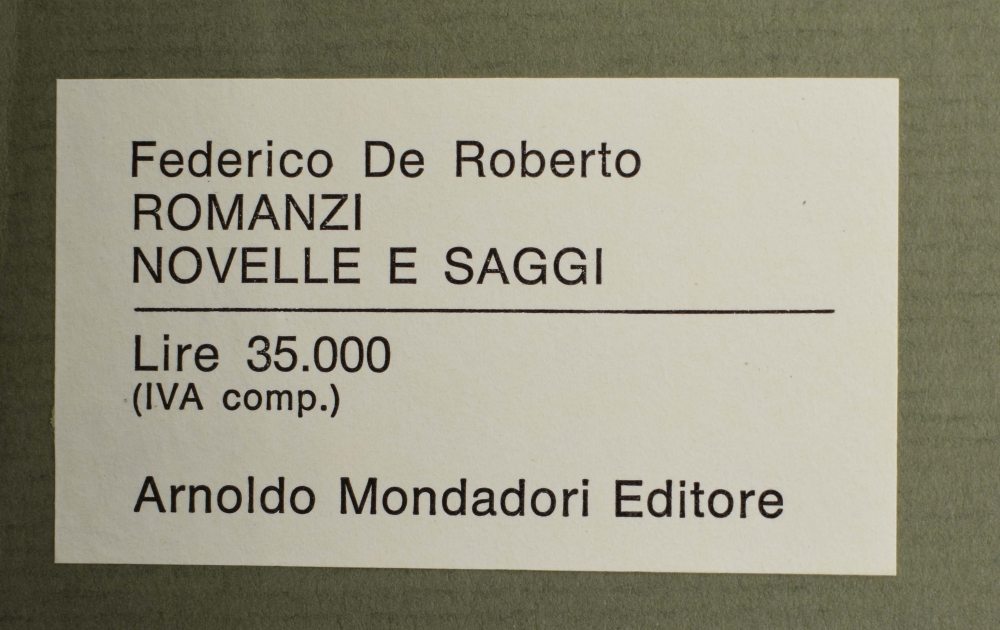 Federico De Roberto
ROMANZI
NOVELLE E SAGGI
Lire 35.000
(IVA comp.)
Arnoldo Mondadori Editore